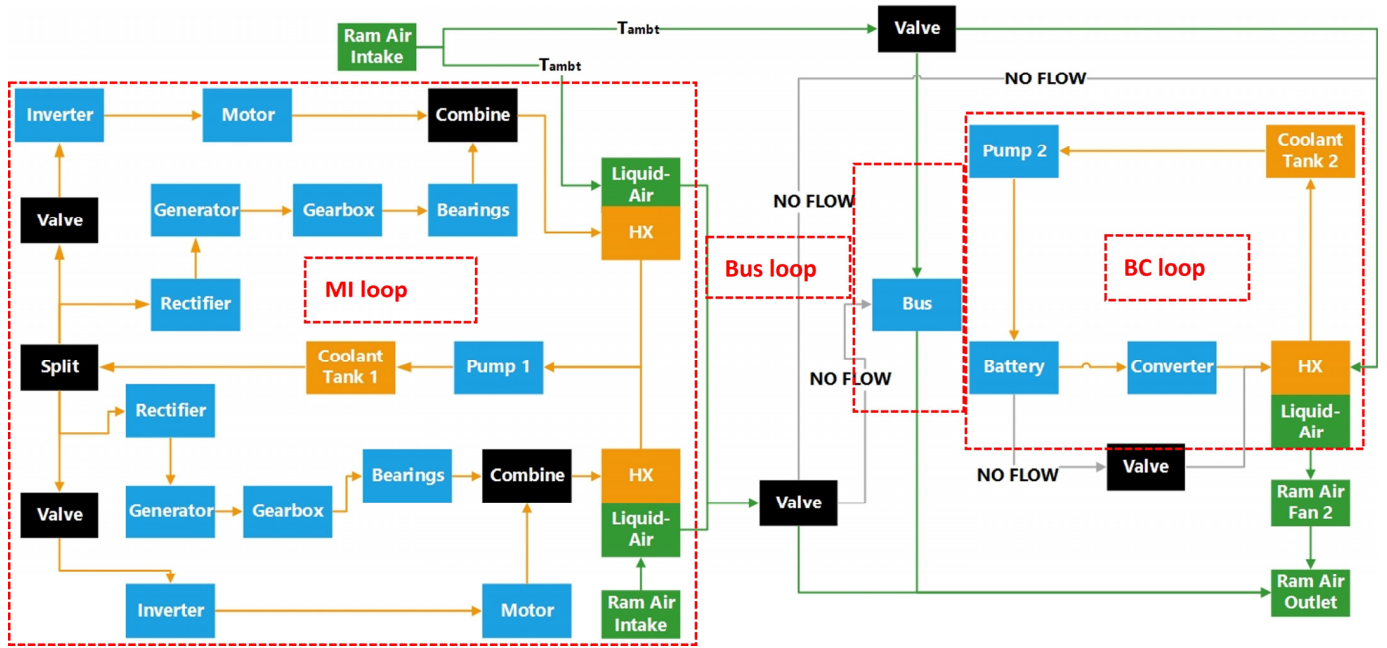 Ram Air
Intake
Tambt
Tambt
Valve
NO FLOW
Inverter
Motor
Combine
Pump 2
Coolant
Tank 2
Liquid-
Air
HX
Valve
Generator
Gearbox
Bearings
NO FLOW
Bus loop
BC loop
MI loop
Rectifier
Bus
Split
Coolant
Tank 1
Pump 1
NO FLOW
Battery
Converter
HX
Liquid-
Air
Rectifier
Bearings
Combine
HX
Liquid-
Air
NO FLOW
Valve
Valve
Generator
Gearbox
Valve
Ram Air
Fan 2
Inverter
Motor
Ram Air
Intake
Ram Air
Outlet